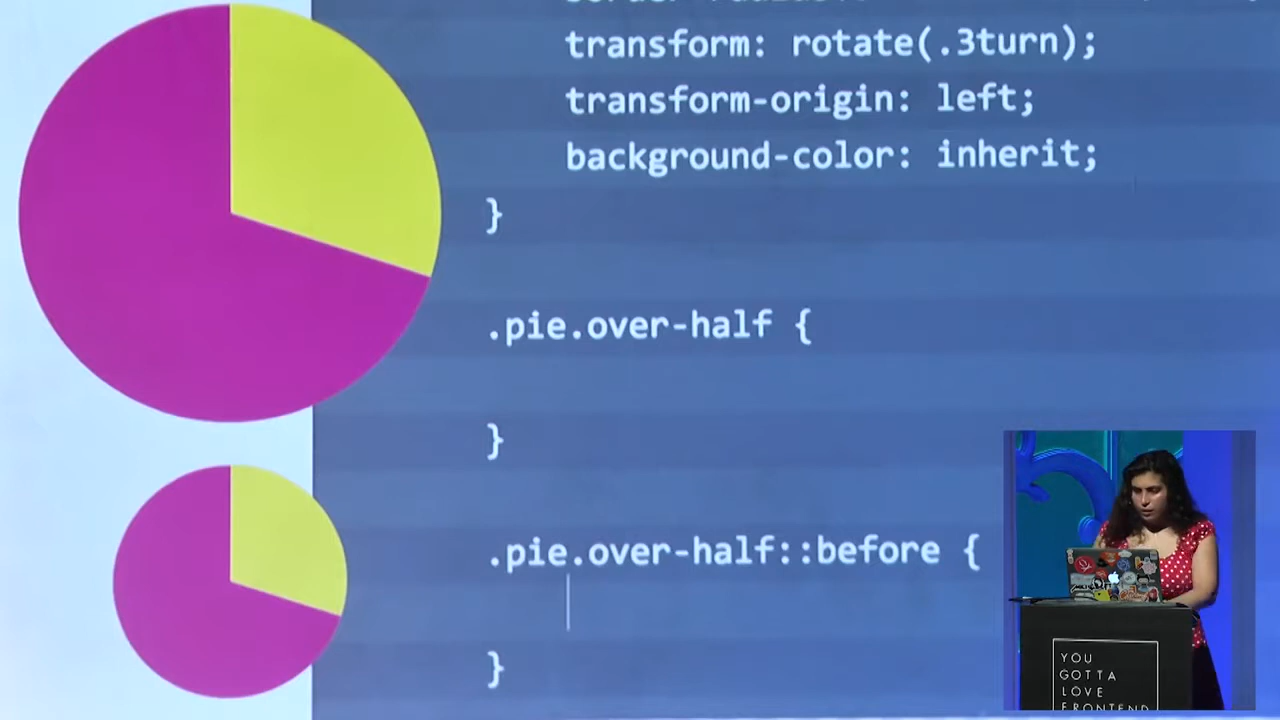 transform: rotate(.3turn);
transform-origin: left;
background-color: inherit;
}
.pie.over-half {
}
.pie.over-half::before {
}
YOU
GOTTA
LOVE
FRONTEND